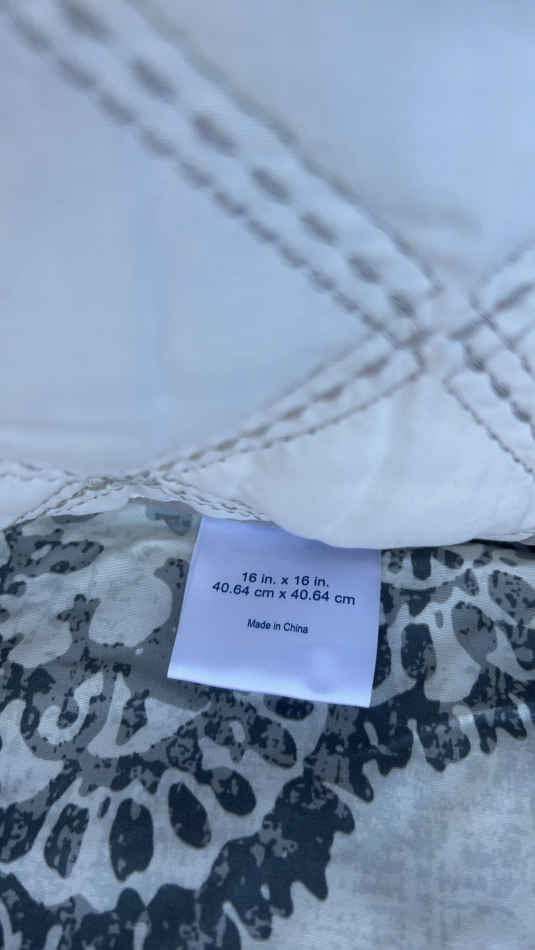 16 in. x 16 in.
40.64 cm x 40.64 cm
Made in China